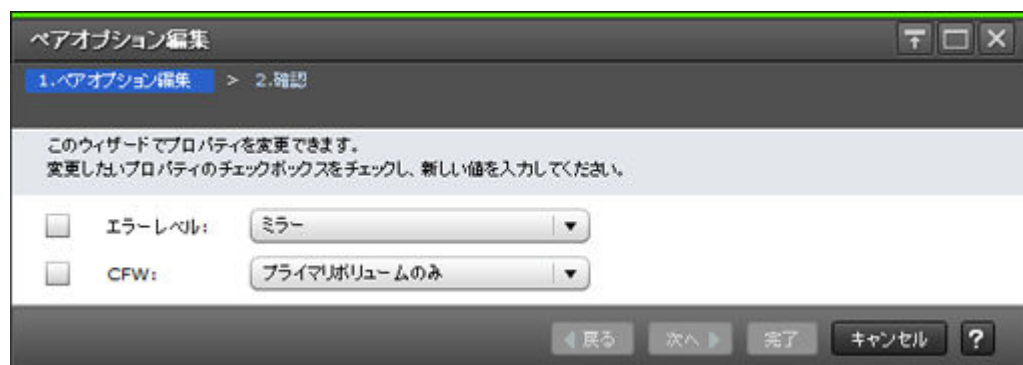 ペアオプション編集
1.ペアオプション編集 > 2.確認
このウィザードでプロパティを変更できます。
変更したいプロパティのチェックボックスをチェックし、新しい値を入力してください。
エラーレベル: ミラー ▼
CFW: プライマリボリュームのみ ▼
◀戻る 次へ▶ 完了 キャンセル ?